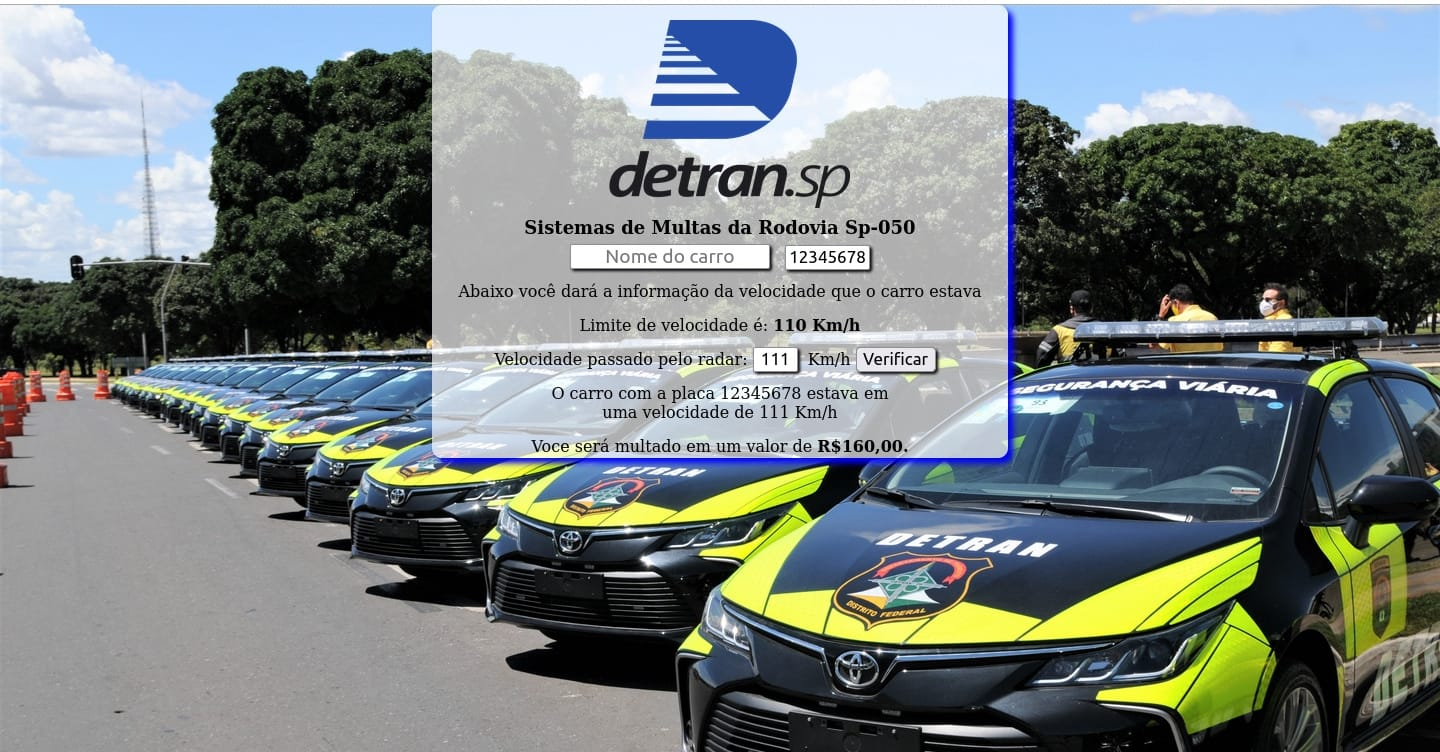 detran.sp
Sistemas de Multas da Rodovia Sp-050
Nome do carro 12345678
Abaixo você dará a informação da velocidade que o carro estava
Limite de velocidade é: 110 Km/h
Velocidade passado pelo radar: 111 Km/h Verificar
O carro com a placa 12345678 estava em
uma velocidade de 111 Km/h
Voce será multado em um valor de R$160,00.
SEGURANÇA VIÁRIA
93
DETRAN
DISTRITO FEDERAL
DETRAN
DISTRITO FEDERAL